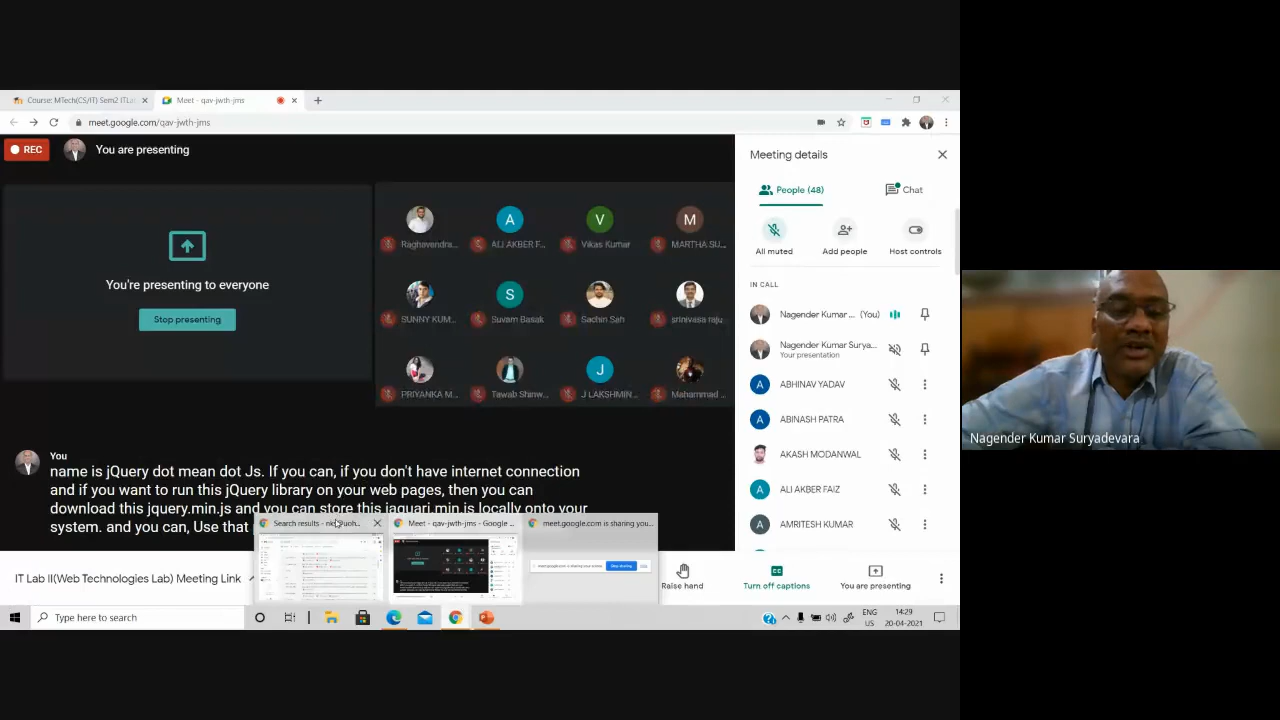 Course: MTech(CS/IT) Sem2 ITLa
Meet - qav-jwth-jms
meet.google.com/qav-jwth-jms
REC
You are presenting
You're presenting to everyone
Stop presenting
Raghavendra...
ALI AKBER F...
Vikas Kumar
MARTHA SU...
SUNNY KUM...
Suvam Basak
Sachin Sah
srinivasa raju
PRIYANKA M...
Tawab Shinw...
J LAKSHMIN...
Mahammad ...
A
V
M
S
J
Meeting details
People (48)
Chat
All muted
Add people
Host controls
IN CALL
Nagender Kumar ... (You)
Nagender Kumar Surya...
Your presentation
A ABHINAV YADAV
A ABINASH PATRA
AKASH MODANWAL
A ALI AKBER FAIZ
A AMRITESH KUMAR
You
name is jQuery dot mean dot Js. If you can, if you don't have internet connection
and if you want to run this jQuery library on your web pages, then you can
download this jquery.min.js and you can store this jaquari.min is locally onto your
system. and you can, Use that
Search results -
Meet - qav-jwth-jms - Google ...
meet.google.com is sharing you...
Stop sharing
IT Lab II(Web Technologies Lab) Meeting Link
Raise hand
CC
Turn off captions
You are presenting
Type here to search
ENG
US
14:29
20-04-2021
Nagender Kumar Suryadevara